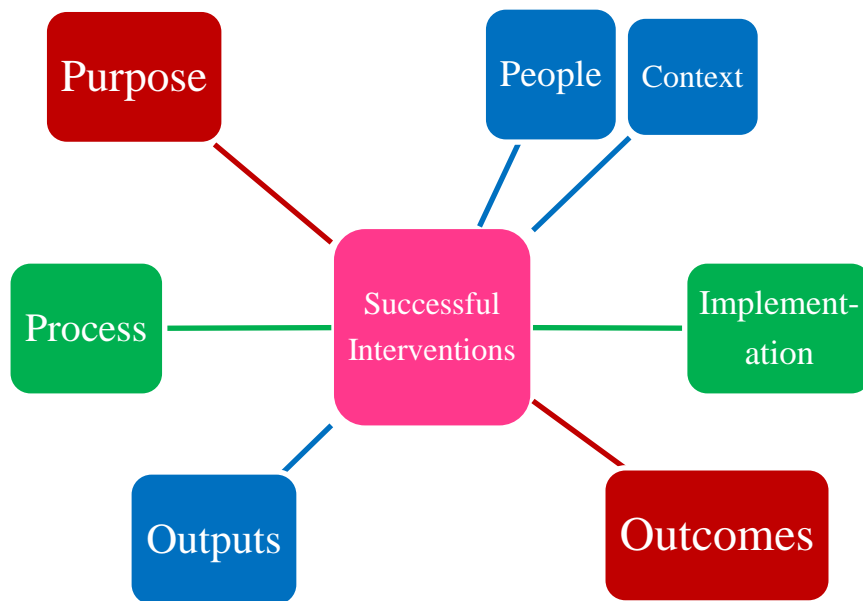 Purpose
People
Context
Successful
Interventions
Process
Implement-
ation
Outputs
Outcomes